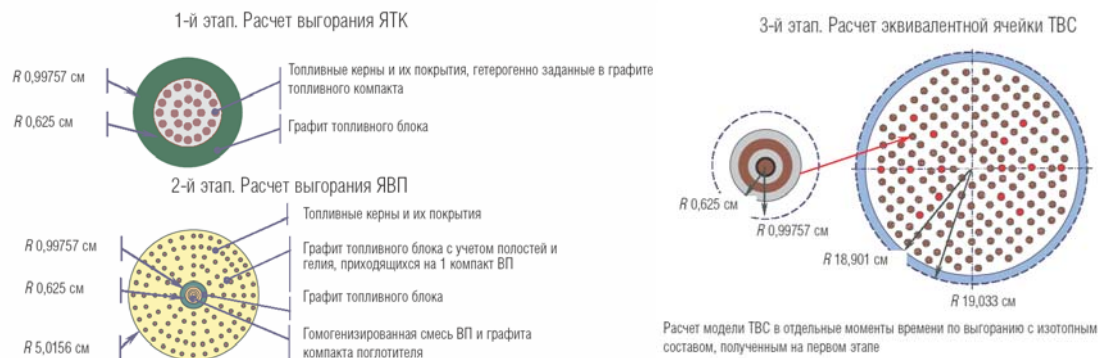 1-й этап. Расчет выгорания ЯТК
R 0,99757 см
R 0,625 см
Топливные керны и их покрытия, гетерогенно заданные в графите
топливного компакта
Графит топливного блока
2-й этап. Расчет выгорания ЯВП
R 0,99757 см
R 0,625 см
R 5,0156 см
Топливные керны и их покрытия
Графит топливного блока с учетом полостей и
гелия, приходящихся на 1 компакт ВП
Графит топливного блока
Гомогенизированная смесь ВП и графита
компакта поглотителя
3-й этап. Расчет эквивалентной ячейки ТВС
R 0,625 см
R 0,99757 см
R 18,901 см
R 19,033 см
Расчет модели ТВС в отдельные моменты времени по выгоранию с изотопным
составом, полученным на первом этапе